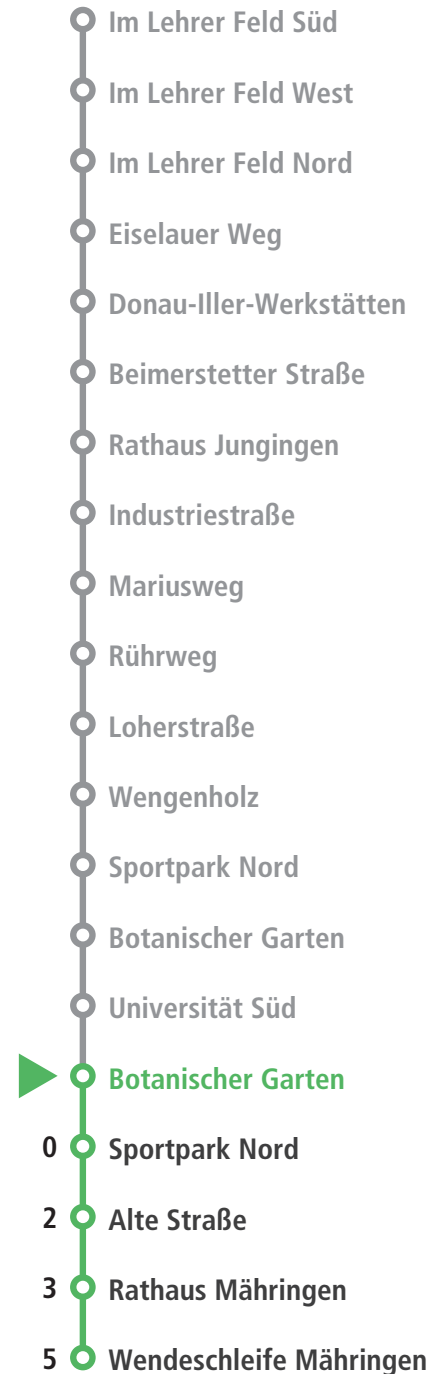 Im Lehrer Feld Süd
Im Lehrer Feld West
Im Lehrer Feld Nord
Eiselauer Weg
Donau-Iller-Werkstätten
Beimerstetter Straße
Rathaus Jungingen
Industriestraße
Mariusweg
Rührweg
Loherstraße
Wengenholz
Sportpark Nord
Botanischer Garten
Universität Süd
Botanischer Garten
0 Sportpark Nord
2 Alte Straße
3 Rathaus Mähringen
5 Wendeschleife Mähringen